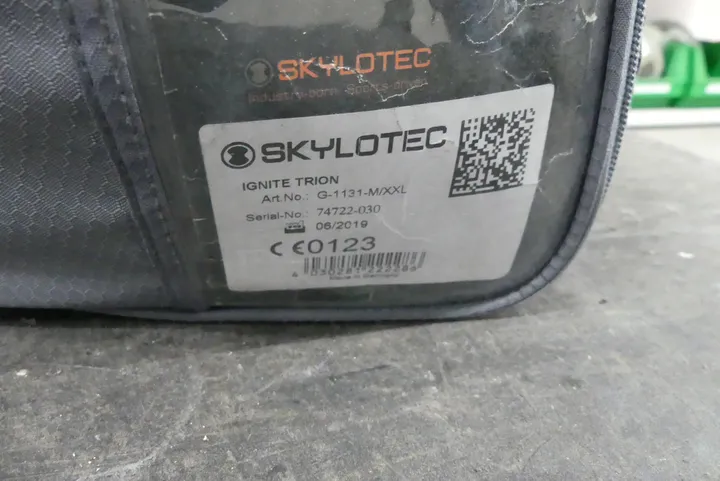 SKYLOTEC
SKYLOTEC
IGNITE TRION
Art.No.: G-1131-M/XXL
Serial-No.: 74722-030
06/2019
CE0123
Made in Germany